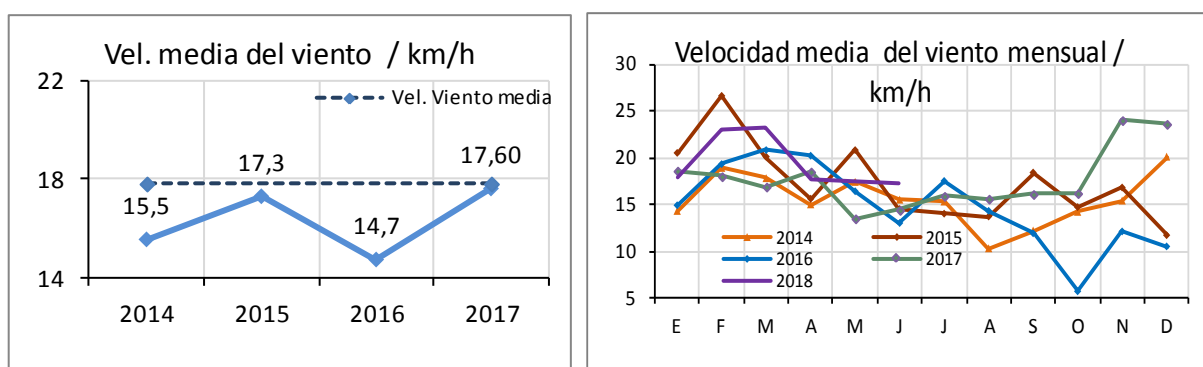 Vel. media del viento / km/h
22
Vel. Viento media
17,60
17,3
18
15,5
14,7
14
2014 2015 2016 2017
Velocidad media del viento mensual /
km/h
30
25
20
15
10
5
2014 2015
2016 2017
2018
E F M A M J J A S O N D